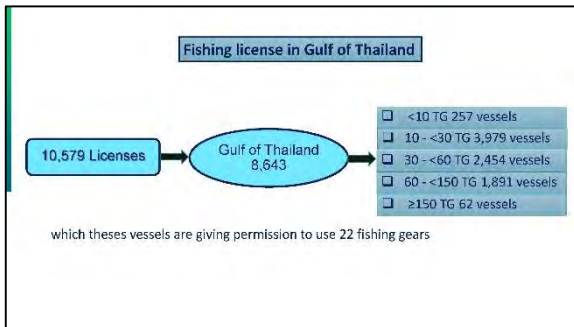 Fishing license in Gulf of Thailand
10,579 Licenses
Gulf of Thailand
8,643
<10 TG 257 vessels
10 - <30 TG 3,979 vessels
30 - <60 TG 2,454 vessels
60 - <150 TG 1,891 vessels
≥150 TG 62 vessels
which theses vessels are giving permission to use 22 fishing gears